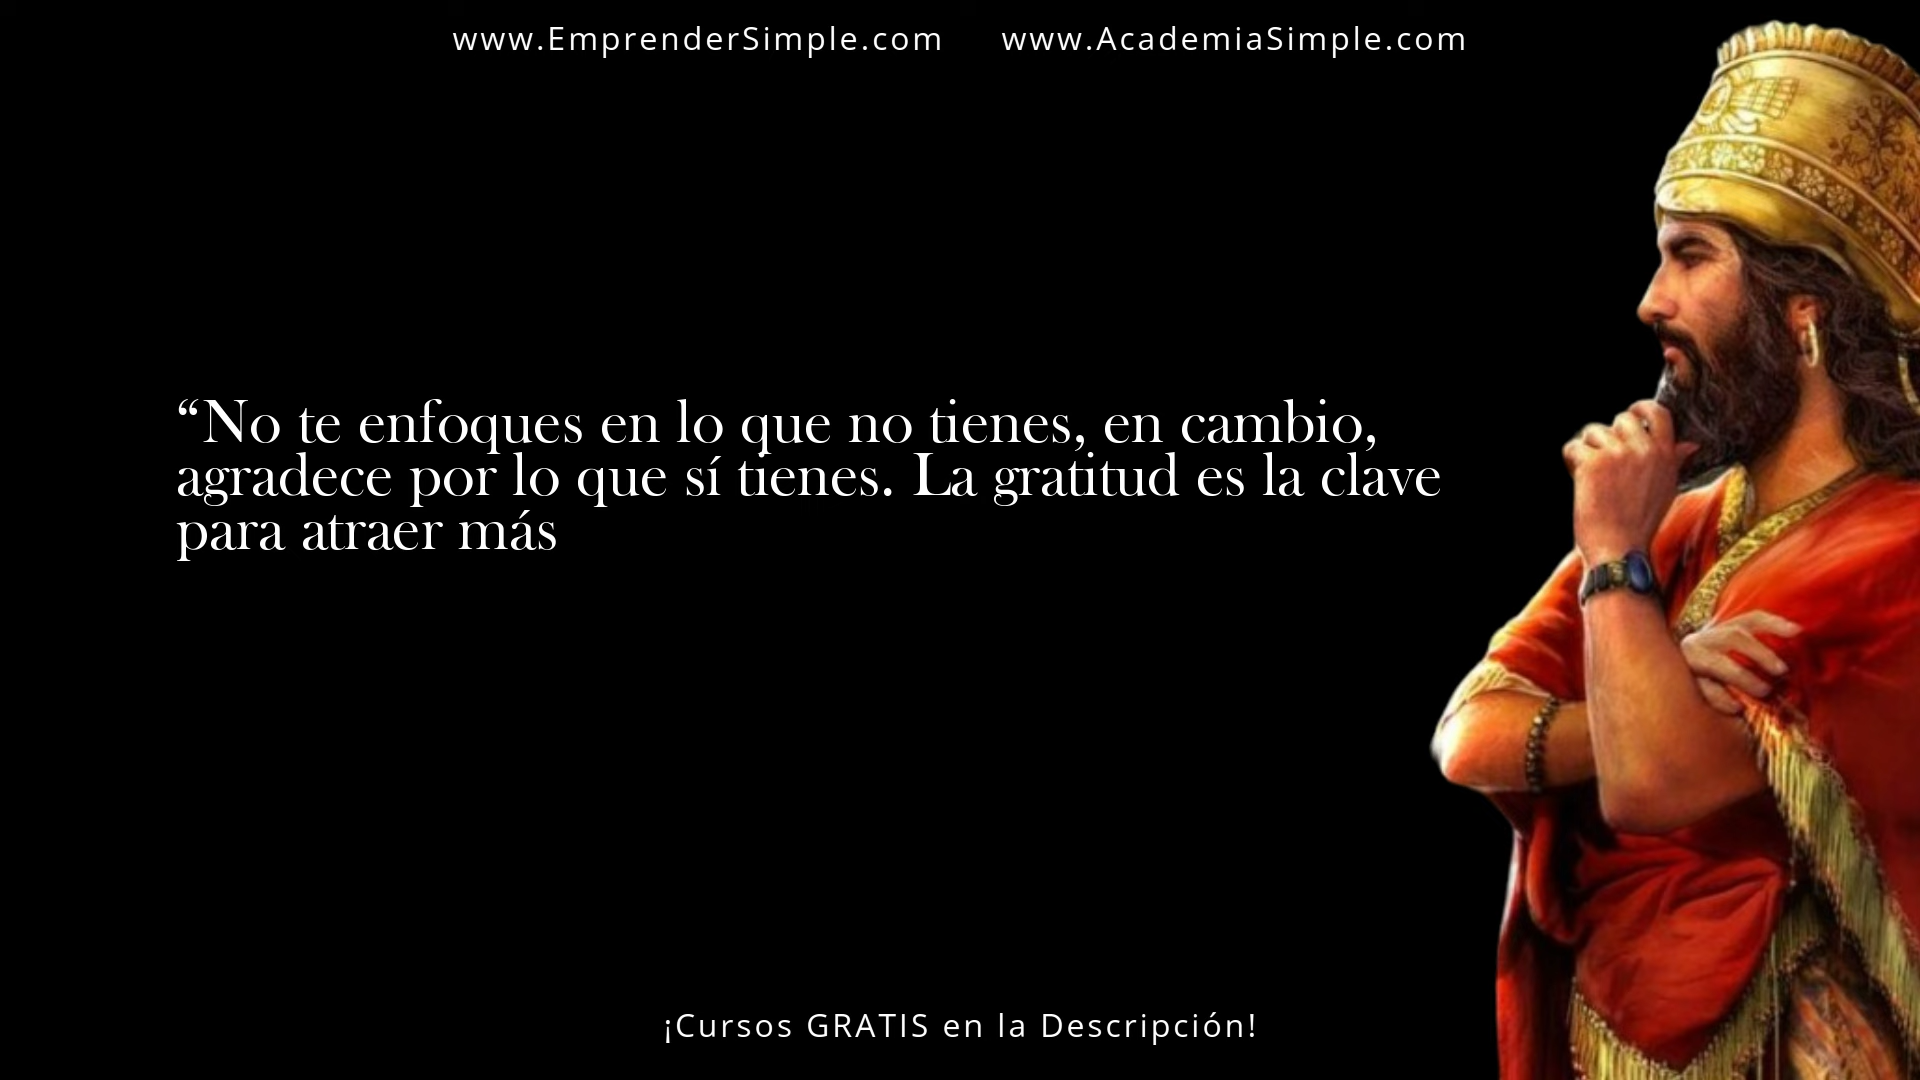 www.EmprenderSimple.com www.AcademiaSimple.com
“No te enfoques en lo que no tienes, en cambio,
agradece por lo que sí tienes. La gratitud es la clave
para atraer más
¡Cursos GRATIS en la Descripción!